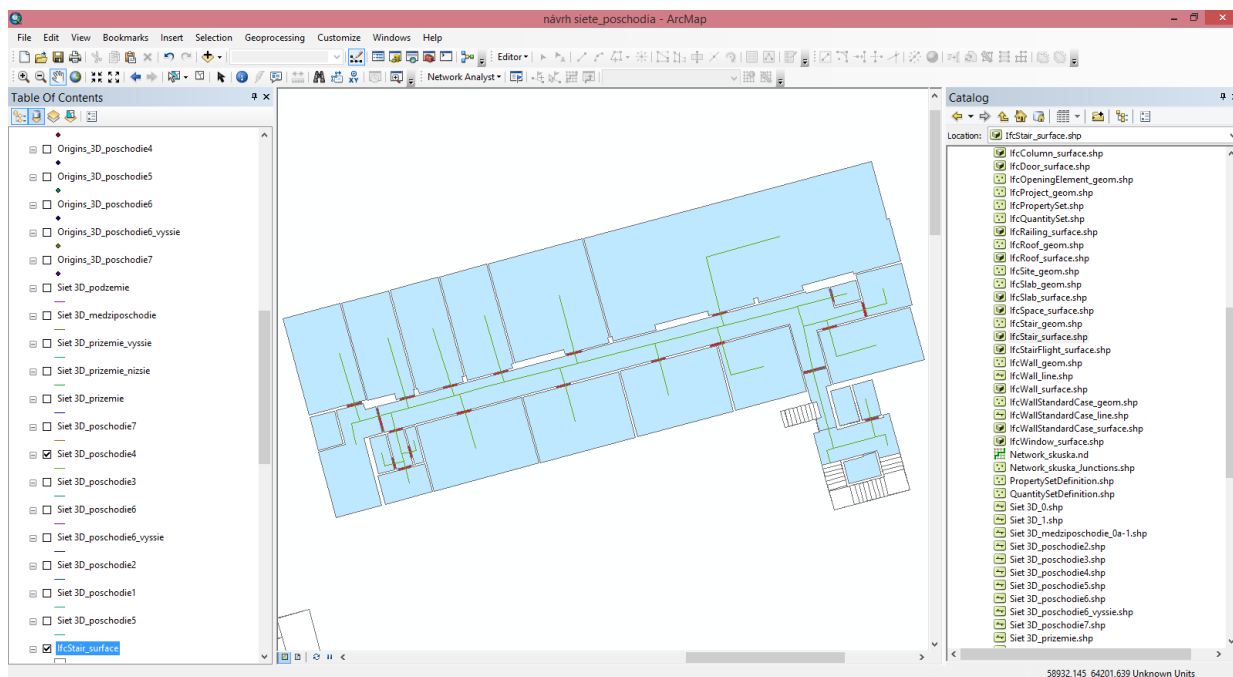 návrh siete_poschodia - ArcMap
File Edit View Bookmarks Insert Selection Geoprocessing Customize Windows Help
Editor
Network Analyst
Table Of Contents
Origins_3D_poschodie4
Origins_3D_poschodie5
Origins_3D_poschodie6
Origins_3D_poschodie6_vyssie
Origins_3D_poschodie7
Siet 3D_podzemie
Siet 3D_medziposchodie
Siet 3D_prizemie_vyssie
Siet 3D_prizemie_nizsie
Siet 3D_prizemie
Siet 3D_poschodie7
Siet 3D_poschodie4
Siet 3D_poschodie3
Siet 3D_poschodie6
Siet 3D_poschodie6_vyssie
Siet 3D_poschodie2
Siet 3D_poschodie1
Siet 3D_poschodie5
IfcStair_surface
Catalog
Location: IfcStair_surface.shp
IfcColumn_surface.shp
IfcDoor_surface.shp
IfcOpeningElement_geom.shp
IfcProject_geom.shp
IfcPropertySet.shp
IfcQuantitySet.shp
IfcRailing_surface.shp
IfcRoof_geom.shp
IfcRoof_surface.shp
IfcSite_geom.shp
IfcSlab_geom.shp
IfcSlab_surface.shp
IfcSpace_surface.shp
IfcStair_geom.shp
IfcStair_surface.shp
IfcStairFlight_surface.shp
IfcWall_geom.shp
IfcWall_line.shp
IfcWall_surface.shp
IfcWallStandardCase_geom.shp
IfcWallStandardCase_line.shp
IfcWallStandardCase_surface.shp
IfcWindow_surface.shp
Network_skuska.nd
Network_skuska_Junctions.shp
PropertySetDefinition.shp
QuantitySetDefinition.shp
Siet 3D_0.shp
Siet 3D_1.shp
Siet 3D_medziposchodie_0a-1.shp
Siet 3D_poschodie2.shp
Siet 3D_poschodie3.shp
Siet 3D_poschodie4.shp
Siet 3D_poschodie5.shp
Siet 3D_poschodie6.shp
Siet 3D_poschodie6_vyssie.shp
Siet 3D_poschodie7.shp
Siet 3D_prizemie.shp
58932.145 64201.639 Unknown Units